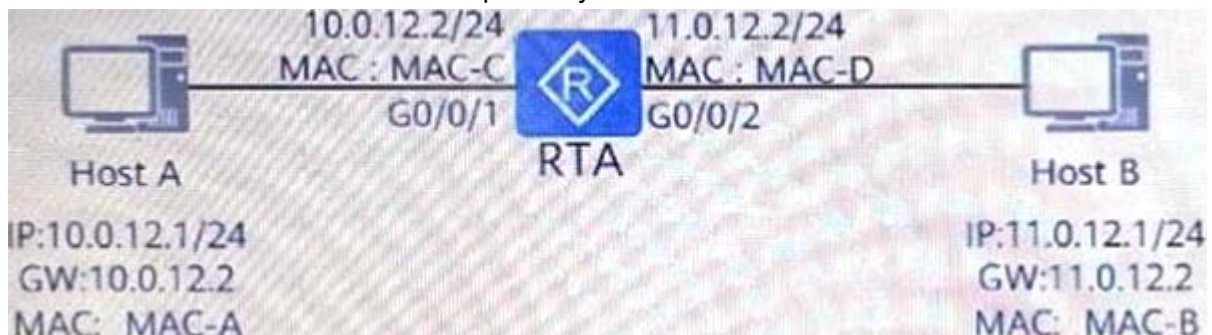 10.0.12.2/24
11.0.12.2/24
MAC : MAC-C
MAC : MAC-D
R
G0/0/1
G0/0/2
RTA
Host A
Host B
IP:10.0.12.1/24
IP:11.0.12.1/24
GW:10.0.12.2
GW:11.0.12.2
MAC: MAC-A
MAC: MAC-B